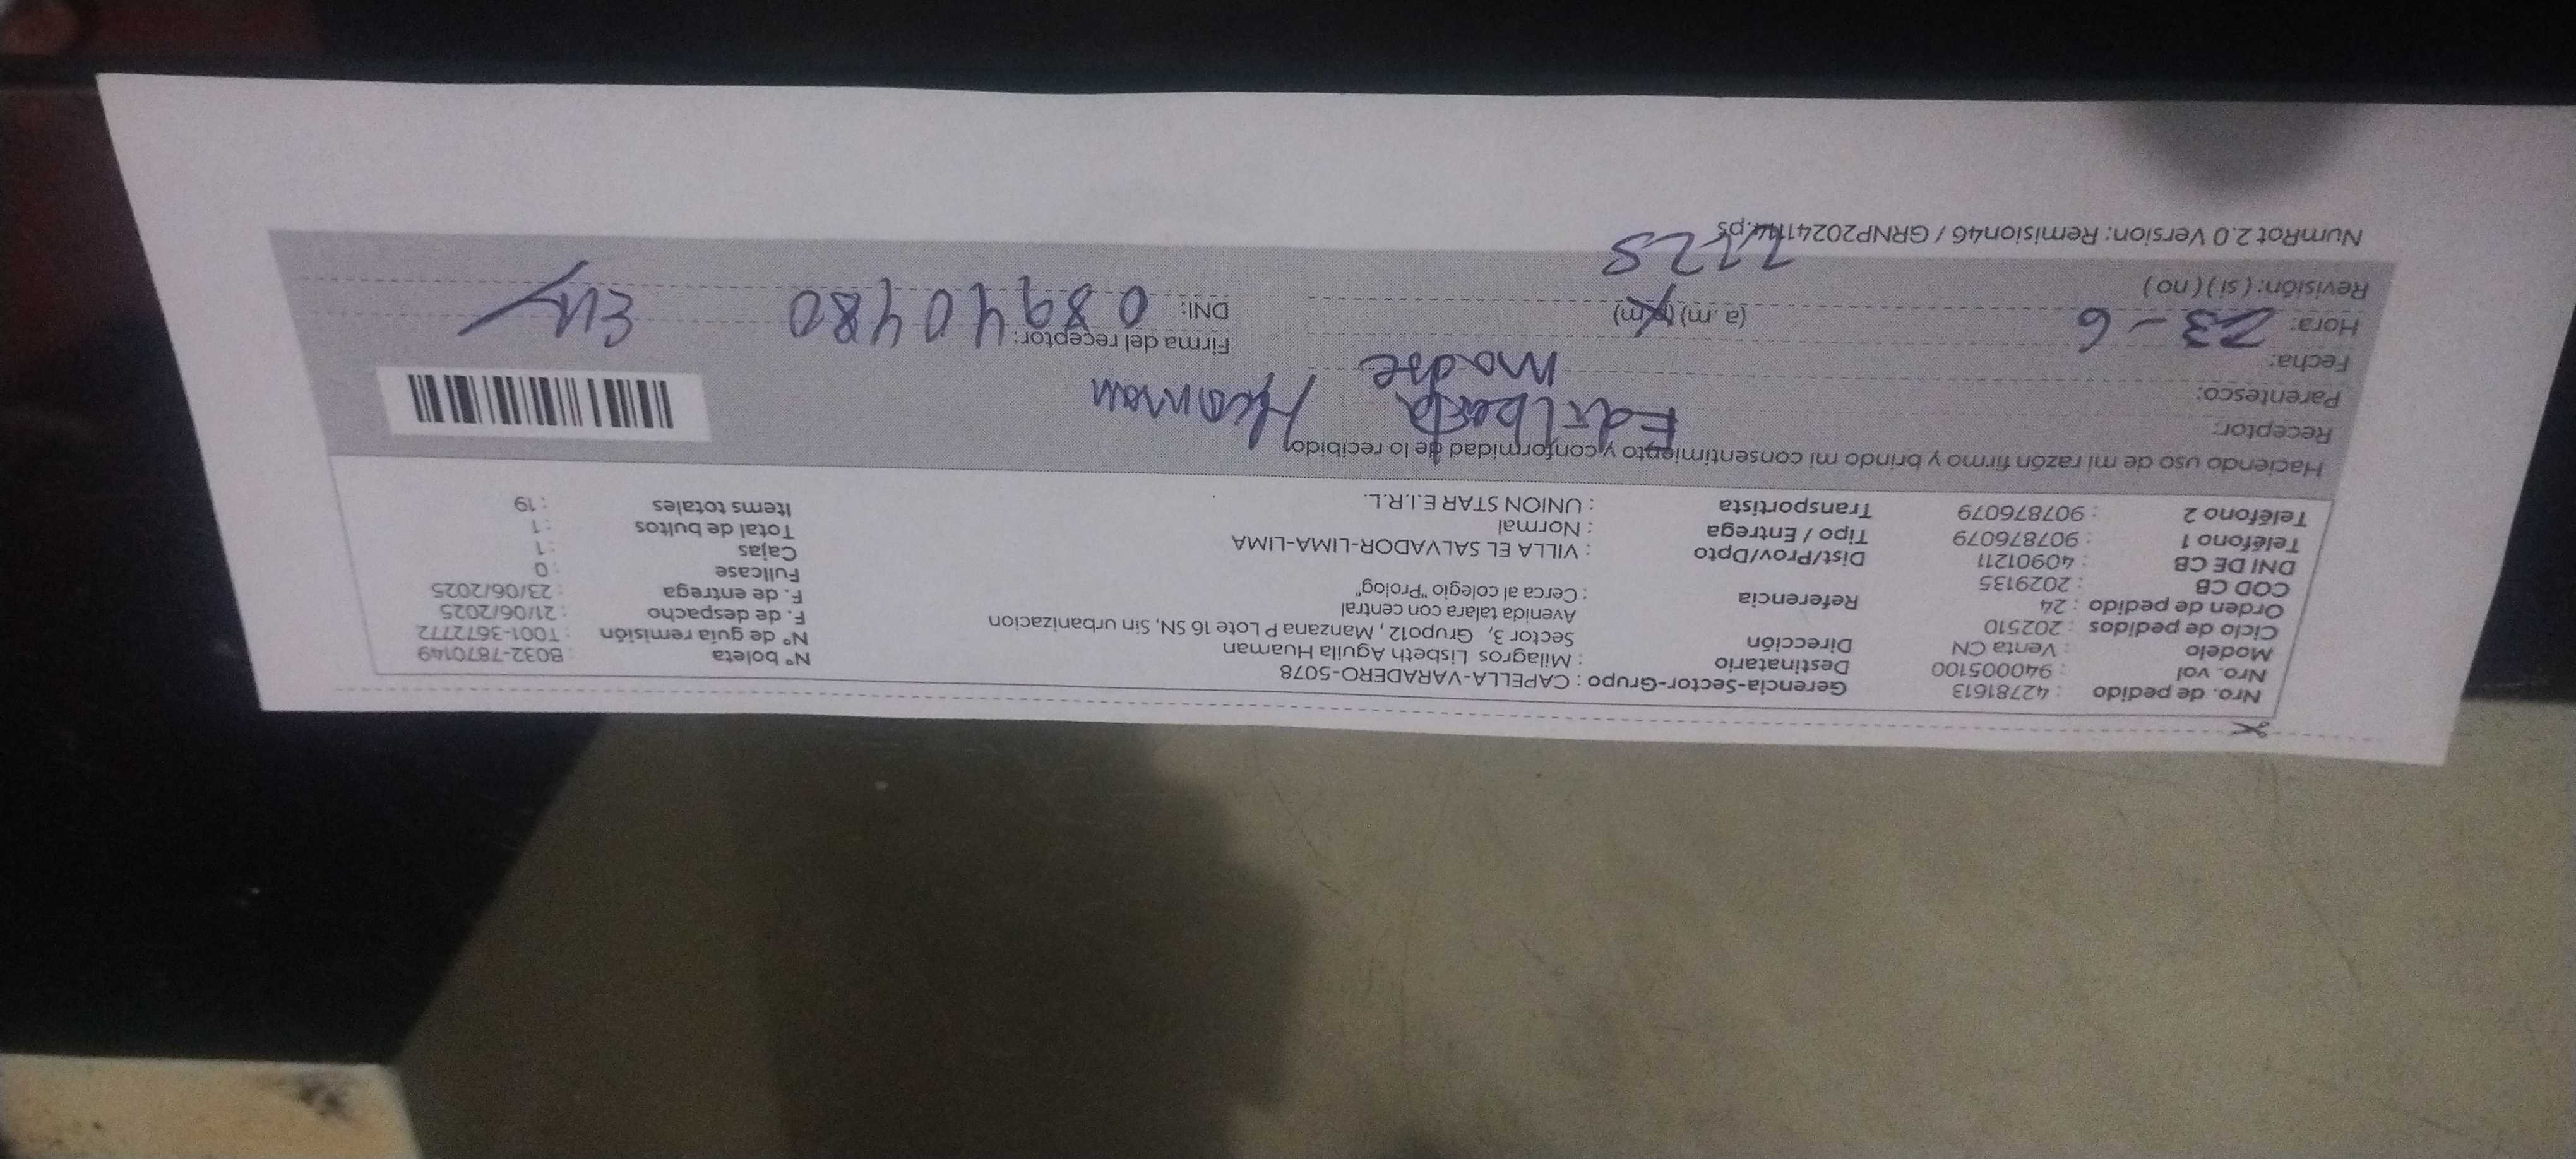 Nro. de pedido : 42781613 Gerencia-Sector-Grupo : CAPELLA-VARADERO-5078 N° boleta : B032-7870149
Nro. val : 940005100 Destinatario : Milagros Lisbeth Aguila Huaman N° de guía remisión : T001-3672772
Modelo : Venta CN Dirección Sector 3, Grupo12, Manzana P Lote 16 SN, Sin urbanizacion F. de despacho : 21/06/2025
Ciclo de pedidos : 202510 Avenida talara con central F. de entrega : 23/06/2025
Orden de pedido : 24 Referencia : Cerca al colegio "Prolog" Fullcase : 0
COD CB : 2029135 Dist/Prov/Dpto : VILLA EL SALVADOR-LIMA-LIMA Cajas : 1
DNI DE CB : 40901211 Tipo / Entrega : Normal Total de bultos : 1
Teléfono 1 : 907876079 Transportista : UNION STAR E.I.R.L. Items totales : 19
Teléfono 2 : 907876079
Haciendo uso de mi razón firmo y brindo mi consentimiento y conformidad de lo recibido
Receptor: Edilberta Huaman
Parentesco: madre
Fecha: 23-6
Hora: (a.m)
Firma del receptor:
DNI: 08940480
Revisión: ( si ) ( no )
NumRot 2.0 Version: Remision46 / GRNP20241114.ps